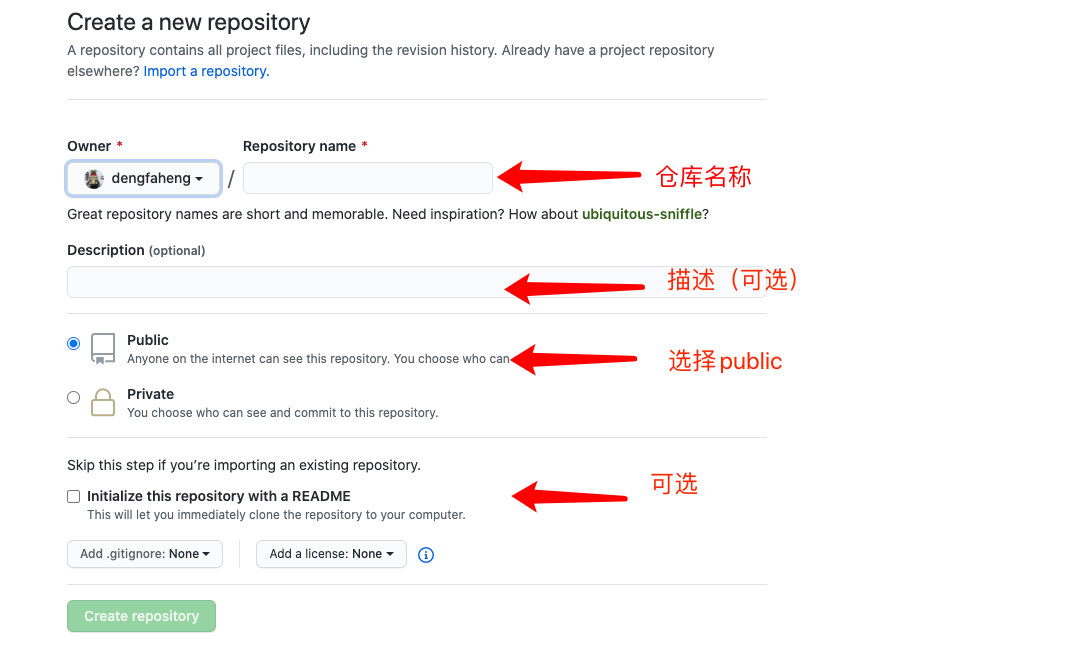 Create a new repository
A repository contains all project files, including the revision history. Already have a project repository
elsewhere? Import a repository.
Owner *
Repository name *
dengfaheng
/
仓库名称
Great repository names are short and memorable. Need inspiration? How about ubiquitous-sniffle?
Description (optional)
描述（可选）
Public
Anyone on the internet can see this repository. You choose who can
选择public
Private
You choose who can see and commit to this repository.
Skip this step if you’re importing an existing repository.
可选
Initialize this repository with a README
This will let you immediately clone the repository to your computer.
Add .gitignore: None
Add a license: None
Create repository